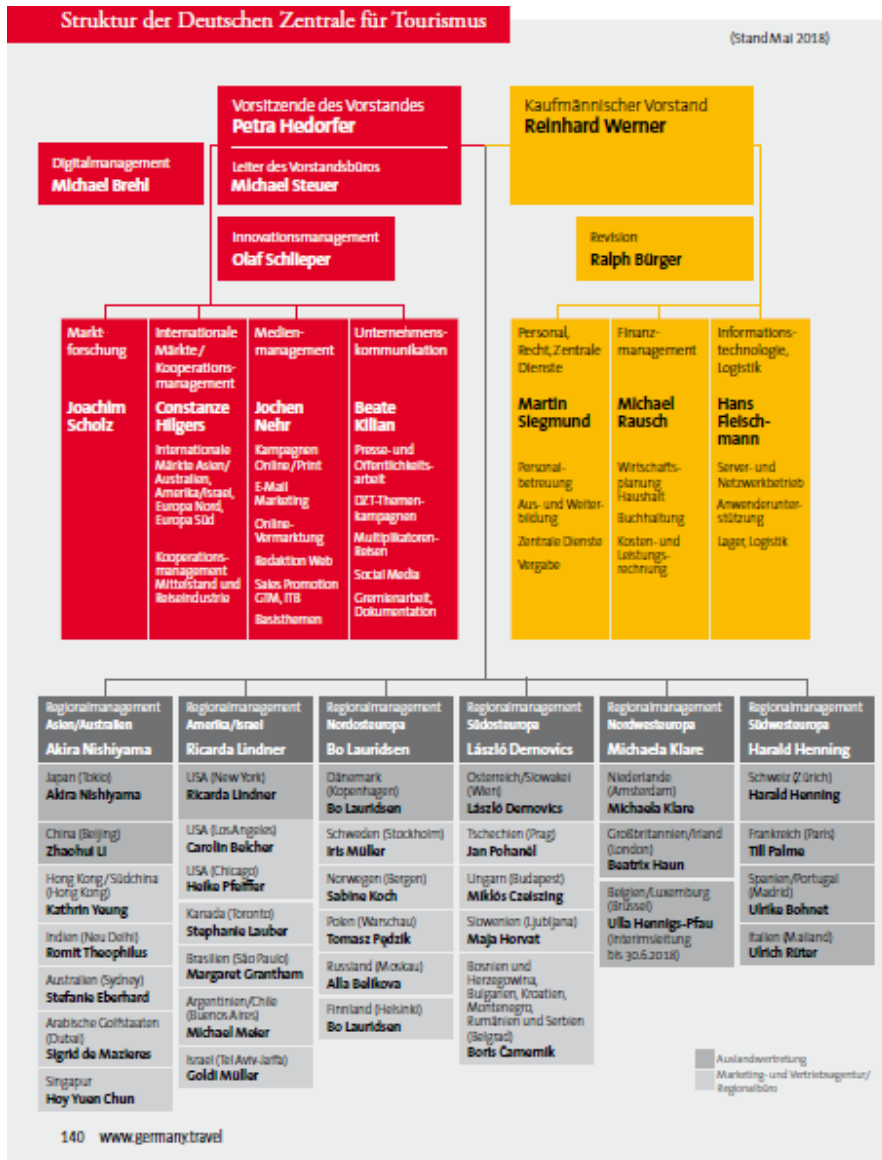 Struktur der Deutschen Zentrale für Tourismus
(Stand Mai 2018)
Vorsitzende des Vorstandes
Petra Hedorfer
Leiter des Vorstandsbüros
Michael Steuer
Kaufmännischer Vorstand
Reinhard Werner
Digitalmanagement
Michael Brehl
Innovationsmanagement
Olaf Schlieper
Revision
Ralph Bürger
Markt-
forschung
Joachim
Scholz
Internationale
Märkte/
Kooperations-
management
Constanze
Hilgers
Internationale
Märkte Asien/
Australien,
Amerika/Israel,
Europa Nord,
Europa Süd
Kooperations-
management
Mittelstand und
Reiseindustrie
Medien-
management
Jochen
Nehr
Kampagnen
Online/Print
E-Mail
Marketing
Online-
Vermarktung
Redaktion Web
Sales Promotion
GTM, ITB
Basisthemen
Unternehmens-
kommunikation
Beate
Kilian
Presse- und
Öffentlichkeits-
arbeit
DZT-Themen-
kampagnen
Multiplikatoren-
Reisen
Social Media
Gremienarbeit,
Dokumentation
Personal,
Recht, Zentrale
Dienste
Martin
Siegmund
Personal-
betreuung
Aus- und Weiter-
bildung
Zentrale Dienste
Vergabe
Finanz-
management
Michael
Rausch
Wirtschafts-
planung
Haushalt
Buchhaltung
Kosten- und
Leistungs-
rechnung
Informations-
technologie,
Logistik
Hans
Fleisch-
mann
Server- und
Netzwerkbetrieb
Anwenderunter-
stützung
Lager, Logistik
Regionalmanagement
Asien/Australien
Akira Nishiyama
Japan (Tokio)
Akira Nishiyama
China (Beijing)
Zhaohui Li
Hong Kong/Südchina
(Hong Kong)
Kathrin Yeung
Indien (Neu Delhi)
Romit Theophilus
Australien (Sydney)
Stefanie Eberhard
Arabische Golfstaaten
(Dubai)
Sigrid de Mazieres
Singapur
Hoy Yuen Chun
Regionalmanagement
Amerika/Israel
Ricarda Lindner
USA (New York)
Ricarda Lindner
USA (Los Angeles)
Carolin Belcher
USA (Chicago)
Heike Pfeiffer
Kanada (Toronto)
Stephanie Lauber
Brasilien (São Paulo)
Margaret Grantham
Argentinien/Chile
(Buenos Aires)
Michael Meier
Israel (Tel Aviv-Jaffa)
Goldi Müller
Regionalmanagement
Nordosteuropa
Bo Lauridsen
Dänemark
(Kopenhagen)
Bo Lauridsen
Schweden (Stockholm)
Iris Müller
Norwegen (Bergen)
Sabine Koch
Polen (Warschau)
Tomasz Pędzik
Russland (Moskau)
Alla Belikova
Finnland (Helsinki)
Bo Lauridsen
Regionalmanagement
Südosteuropa
László Dernovics
Österreich/Slowakei
(Wien)
László Dernovics
Tschechien (Prag)
Jan Pohaněl
Ungarn (Budapest)
Miklós Czeiszing
Slowenien (Ljubljana)
Maja Horvat
Bosnien und
Herzegowina,
Bulgarien, Kroatien,
Montenegro,
Rumänien und Serbien
(Belgrad)
Boris Čamernik
Regionalmanagement
Nordwesteuropa
Michaela Klare
Niederlande
(Amsterdam)
Michaela Klare
Großbritannien/Irland
(London)
Beatrix Haun
Belgien/Luxemburg
(Brüssel)
Ulla Hennigs-Pfau
(Interimsleitung
bis 30.6.2018)
Regionalmanagement
Südwesteuropa
Harald Henning
Schweiz (Zürich)
Harald Henning
Frankreich (Paris)
Till Palme
Spanien/Portugal
(Madrid)
Ulrike Bohnet
Italien (Mailand)
Ulrich Rüter
Auslandvertretung
Marketing- und Vertriebsagentur/
Regionalbüro
140 www.germany.travel